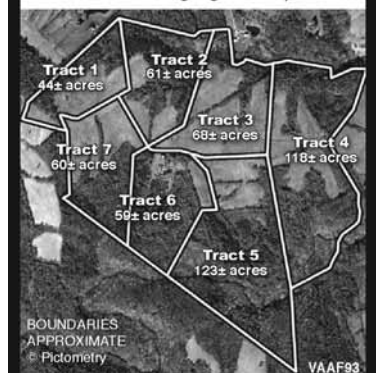 Tract 1
44± acres
Tract 2
61± acres
Tract 3
68± acres
Tract 4
118± acres
Tract 7
60± acres
Tract 6
59± acres
Tract 5
123± acres
BOUNDARIES
APPROXIMATE
© Pictometry
VAAF93